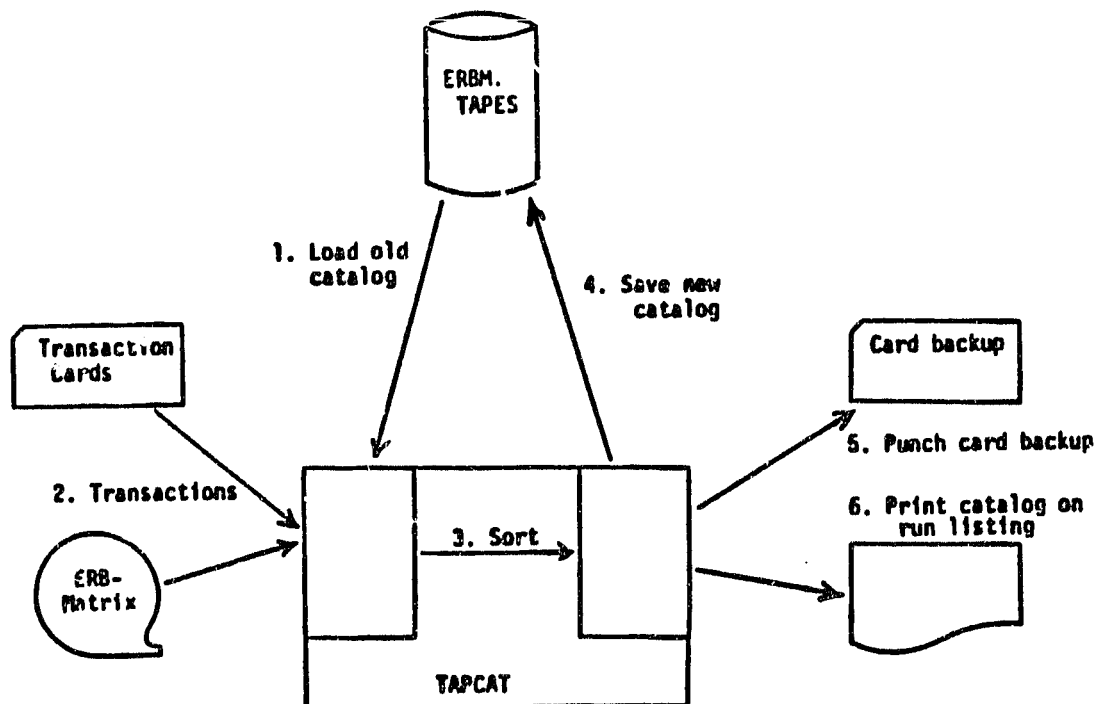 ERBM.
TAPES
1. Load old
catalog
4. Save new
catalog
Transaction
Cards
Card backup
5. Punch card backup
2. Transactions
6. Print catalog on
run listing
3. Sort
ERB-
Matrix
TAPCAT